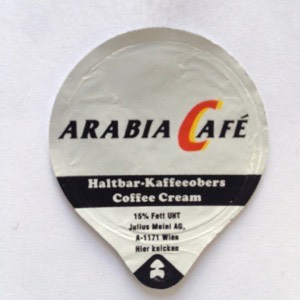 ARABIA CAFÉ
Haltbar-Kaffeeobers
Coffee Cream
15% Fett UHT
Julius Meinl AG,
A-1171 Wien
Hier knicken